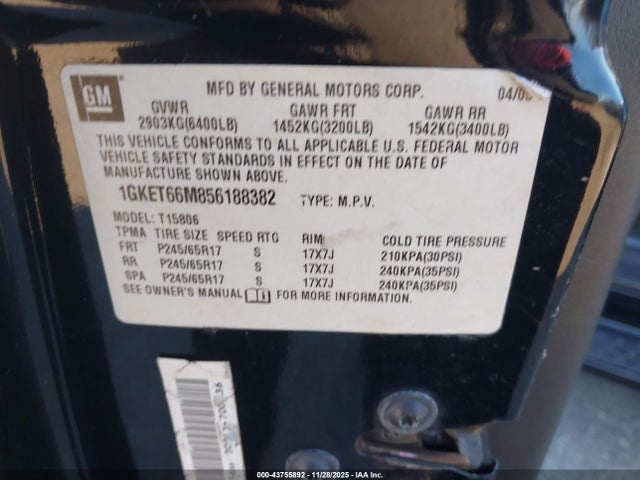 GM
MFD BY GENERAL MOTORS CORP.
GVWR GAWR FRT GAWR RR
2903KG(6400LB) 1452KG(3200LB) 1542KG(3400LB)
THIS VEHICLE CONFORMS TO ALL APPLICABLE U.S. FEDERAL MOTOR
VEHICLE SAFETY STANDARDS IN EFFECT ON THE DATE OF
MANUFACTURE SHOWN ABOVE.
1GKET66M856188382 TYPE: M.P.V.
MODEL: T15806
TPMA TIRE SIZE SPEED RTG RIM COLD TIRE PRESSURE
FRT P245/65R17 S 17X7J 210KPA(30PSI)
RR P245/65R17 S 17X7J 240KPA(35PSI)
SPA P245/65R17 S 17X7J 240KPA(35PSI)
SEE OWNER'S MANUAL FOR MORE INFORMATION.
000-43755892 - 11/28/2025 - IAA Inc.